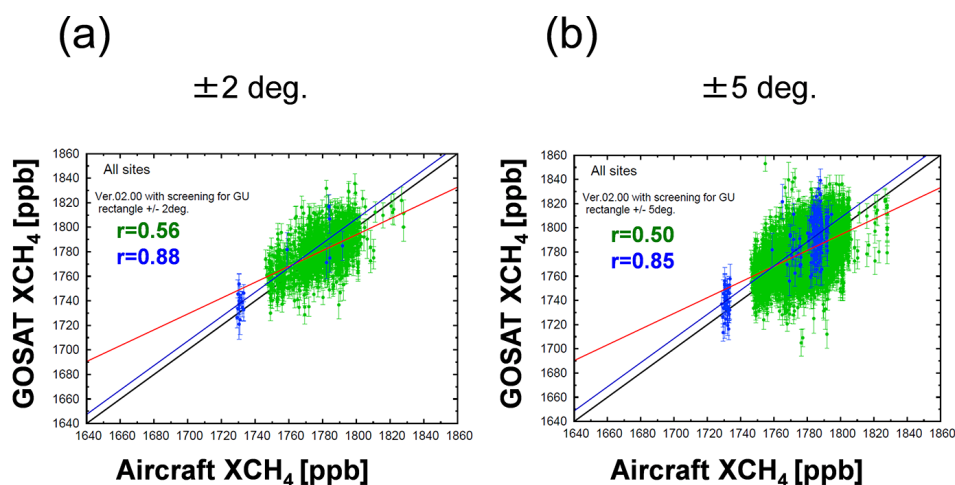 (a)
±2 deg.
GOSAT XCH4 [ppb]
1860
1840
1820
1800
1780
1760
1740
1720
1700
1680
1660
1640
All sites
Ver.02.00 with screening for GU
rectangle +/- 2deg.
r=0.56
r=0.88
1640 1660 1680 1700 1720 1740 1760 1780 1800 1820 1840 1860
Aircraft XCH4 [ppb]
(b)
±5 deg.
GOSAT XCH4 [ppb]
1860
1840
1820
1800
1780
1760
1740
1720
1700
1680
1660
1640
All sites
Ver.02.00 with screening for GU
rectangle +/- 5deg.
r=0.50
r=0.85
1640 1660 1680 1700 1720 1740 1760 1780 1800 1820 1840 1860
Aircraft XCH4 [ppb]